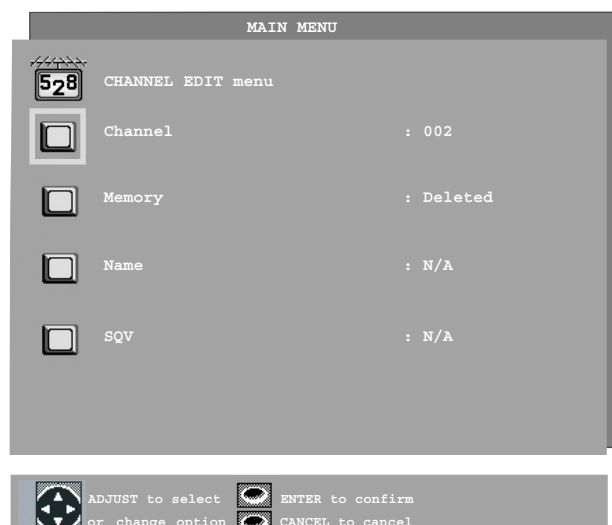 MAIN MENU
528 CHANNEL EDIT menu
Channel : 002
Memory : Deleted
Name : N/A
SQV : N/A
ADJUST to select ENTER to confirm
or change option CANCEL to cancel